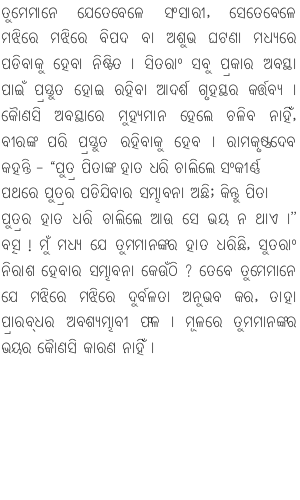 ତୁମେମାନେ ଯେତେବେଳେ ସଂସାରୀ, ସେତେବେଳେ
ମଝିରେ ମଝିରେ ବିପଦ ବା ଅଶୁଭ ଘଟଣା ମଧ୍ୟରେ
ପଡିବାକୁ ହେବା ନିଶ୍ଚିତ । ସିତରାଂ ସବୁ ପ୍ରକାର ଅବସ୍ଥା
ପାଇଁ ପ୍ରସ୍ତୁତ ହୋଇ ରହିବା ଆଦର୍ଶ ଗୃହସ୍ଥର କର୍ତ୍ତବ୍ୟ ।
କୌଣସି ଅବସ୍ଥାରେ ମୁହ୍ୟମାନ ହେଲେ ଚଳିବ ନାହିଁ,
ବୀରଙ୍କ ପରି ପ୍ରସ୍ତୁତ ରହିବାକୁ ହେବ । ରାମକୃଷ୍ଣଦେବ
କହନ୍ତି – “ପୁତ୍ର ପିତାଙ୍କ ହାତ ଧରି ଚାଲିଲେ ସଂକୀର୍ଣ୍ଣ
ପଥରେ ପୁତ୍ରର ପଡିଯିବାର ସମ୍ଭାବନା ଅଛି; କିନ୍ତୁ ପିତା
ପୁତ୍ରର ହାତ ଧରି ଚାଲିଲେ ଆଉ ସେ ଭୟ ନ ଥାଏ ।”
ବତ୍ସ ! ମୁଁ ମଧ୍ୟ ଯେ ତୁମମାନଙ୍କର ହାତ ଧରିଛି, ସୁତରାଂ
ନିରାଶ ହେବାର ସମ୍ଭାବନା କେଉଁଠି ? ତେବେ ତୁମେମାନେ
ଯେ ମଝିରେ ମଝିରେ ଦୁର୍ବଳତା ଅନୁଭବ କର, ତାହା
ପ୍ରାରବ୍ଧର ଅବଶ୍ୟମ୍ଭାବୀ ଫଳ । ମୂଳରେ ତୁମମାନଙ୍କର
ଭୟର କୌଣସି କାରଣ ନାହିଁ ।